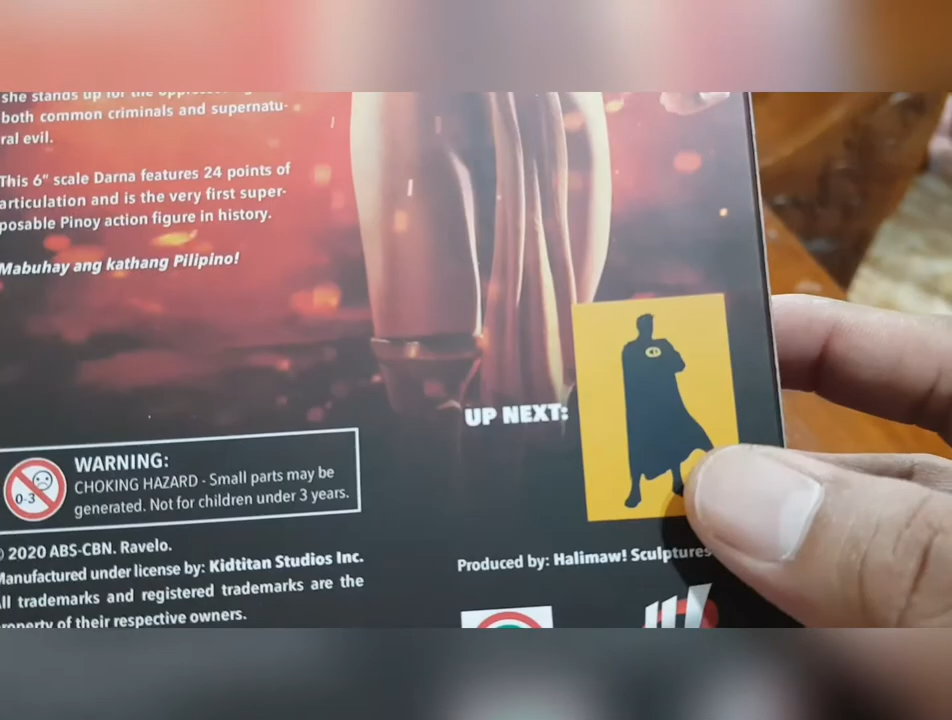 she stands up for the
both common criminals and supernatu-
ral evil.
This 6" scale Darna features 24 points of
articulation and is the very first super-
posable Pinoy action figure in history.
Mabuhay ang kathang Pilipino!
UP NEXT:
WARNING:
0-3
CHOKING HAZARD - Small parts may be
generated. Not for children under 3 years.
© 2020 ABS-CBN. Ravelo.
Manufactured under license by: Kidtitan Studios Inc.
All trademarks and registered trademarks are the
property of their respective owners.
Produced by: Halimaw! Sculptures